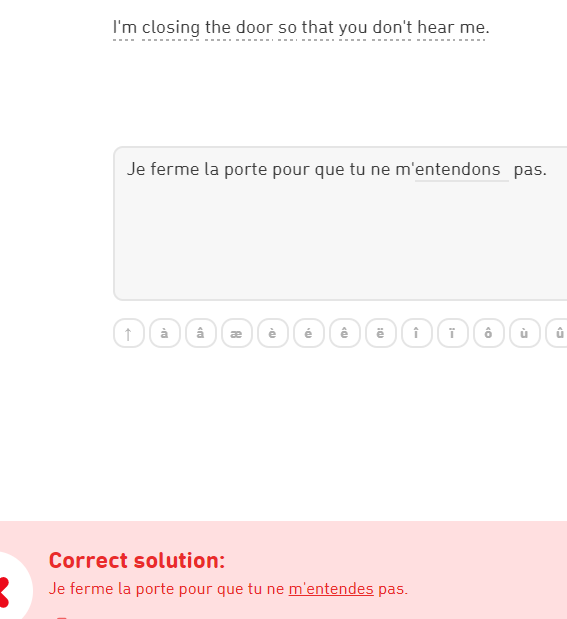 I'm closing the door so that you don't hear me.
Je ferme la porte pour que tu ne m'entendons pas.
↑ à â æ è é ê ë î ï ô ù û
Correct solution:
Je ferme la porte pour que tu ne m'entendes pas.